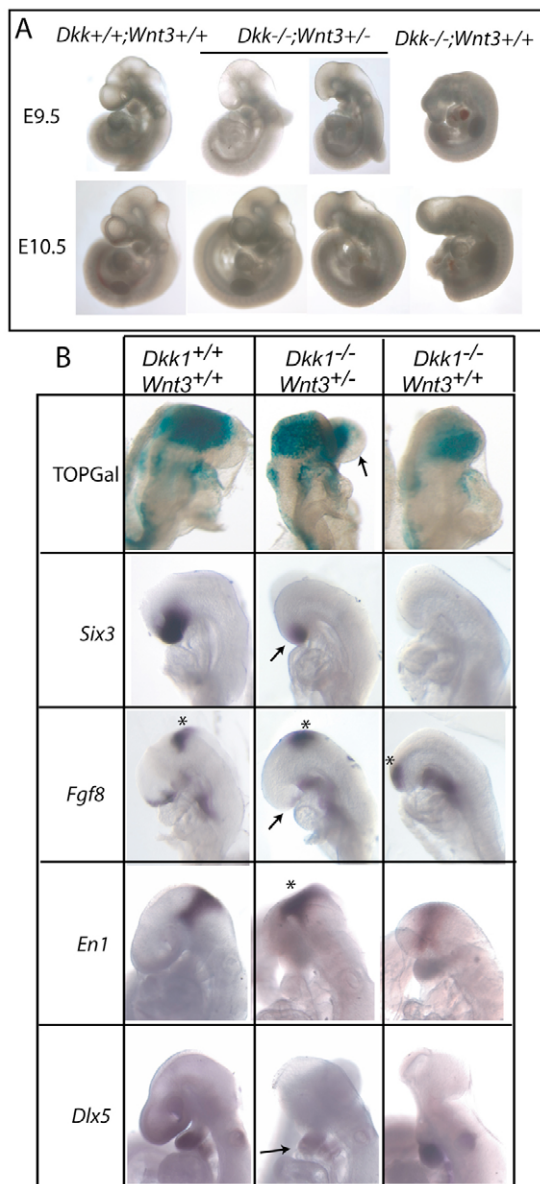 A
Dkk+/+;Wnt3+/+ Dkk-/-;Wnt3+/- Dkk-/-;Wnt3+/+
E9.5
E10.5
B
Dkk1+/+ Dkk1-/- Dkk1-/-
Wnt3+/+ Wnt3+/- Wnt3+/+
TOPGal
Six3
*
*
*
Fgf8
*
En1
Dlx5